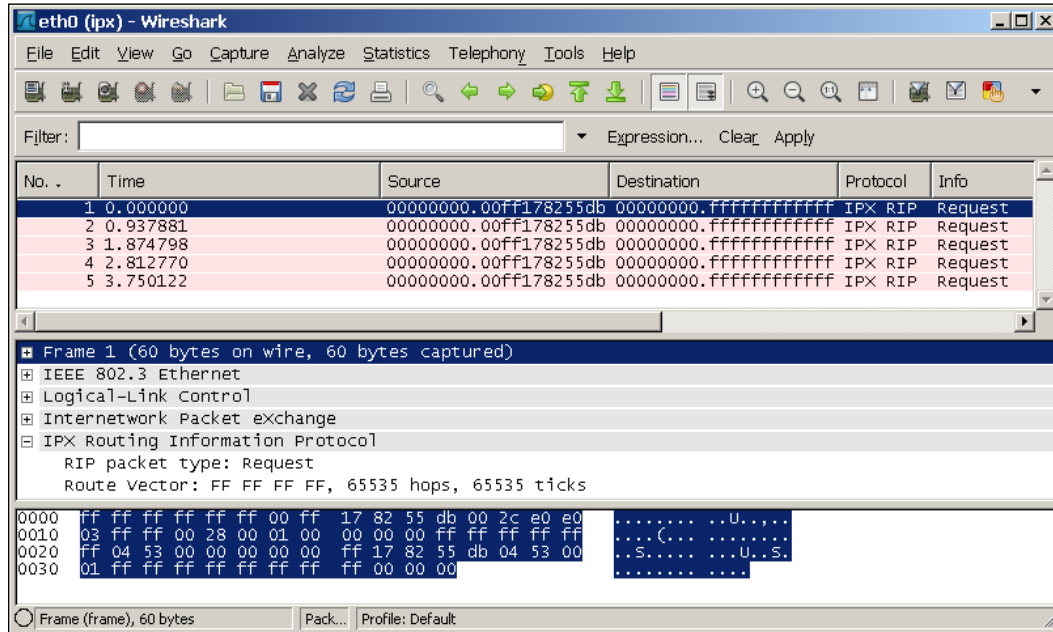 eth0 (ipx) - Wireshark
File Edit View Go Capture Analyze Statistics Telephony Tools Help
Filter: Expression... Clear Apply
No. . Time Source Destination Protocol Info
1 0.000000 00000000.00ff178255db 00000000.ffffffffffff IPX RIP Request
2 0.937881 00000000.00ff178255db 00000000.ffffffffffff IPX RIP Request
3 1.874798 00000000.00ff178255db 00000000.ffffffffffff IPX RIP Request
4 2.812770 00000000.00ff178255db 00000000.ffffffffffff IPX RIP Request
5 3.750122 00000000.00ff178255db 00000000.ffffffffffff IPX RIP Request
Frame 1 (60 bytes on wire, 60 bytes captured)
IEEE 802.3 Ethernet
Logical-Link Control
Internetwork Packet eXchange
IPX Routing Information Protocol
RIP packet type: Request
Route Vector: FF FF FF FF, 65535 hops, 65535 ticks
0000 ff ff ff ff ff ff 00 ff 17 82 55 db 00 2c e0 e0 ........ ..U..,..
0010 03 ff ff 00 28 00 01 00 00 00 00 ff ff ff ff ff ....(... ........
0020 ff 04 53 00 00 00 00 00 ff 17 82 55 db 04 53 00 ..S..... ...U..S.
0030 01 ff ff ff ff ff ff ff ff 00 00 00 ........ ....
Frame (frame), 60 bytes Pack... Profile: Default